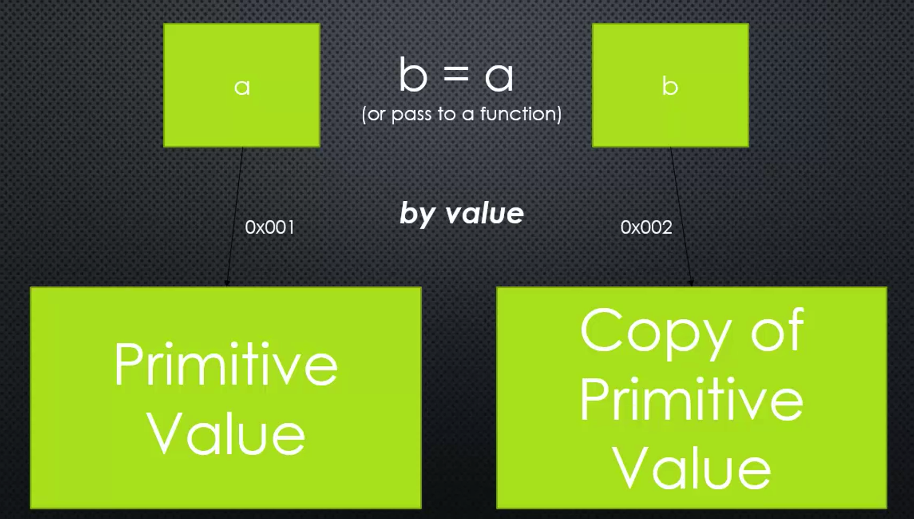 a
b = a
(or pass to a function)
b
by value
0x001
0x002
Primitive
Value
Copy of
Primitive
Value